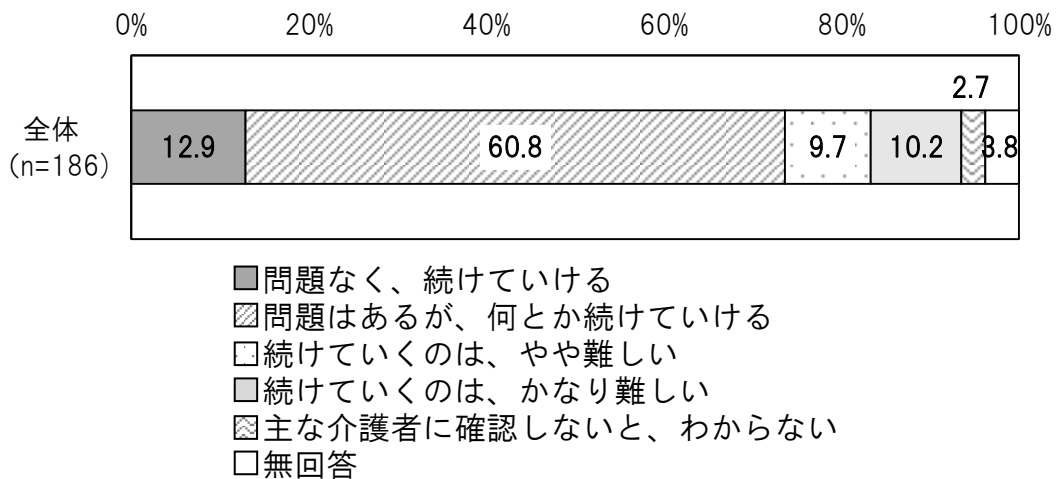 0% 20% 40% 60% 80% 100%
2.7
全体
(n=186)
12.9 60.8 9.7 10.2 3.8
問題なく、続けていける
問題はあるが、何とか続けていける
続けていくのは、やや難しい
続けていくのは、かなり難しい
主な介護者に確認しないと、わからない
無回答